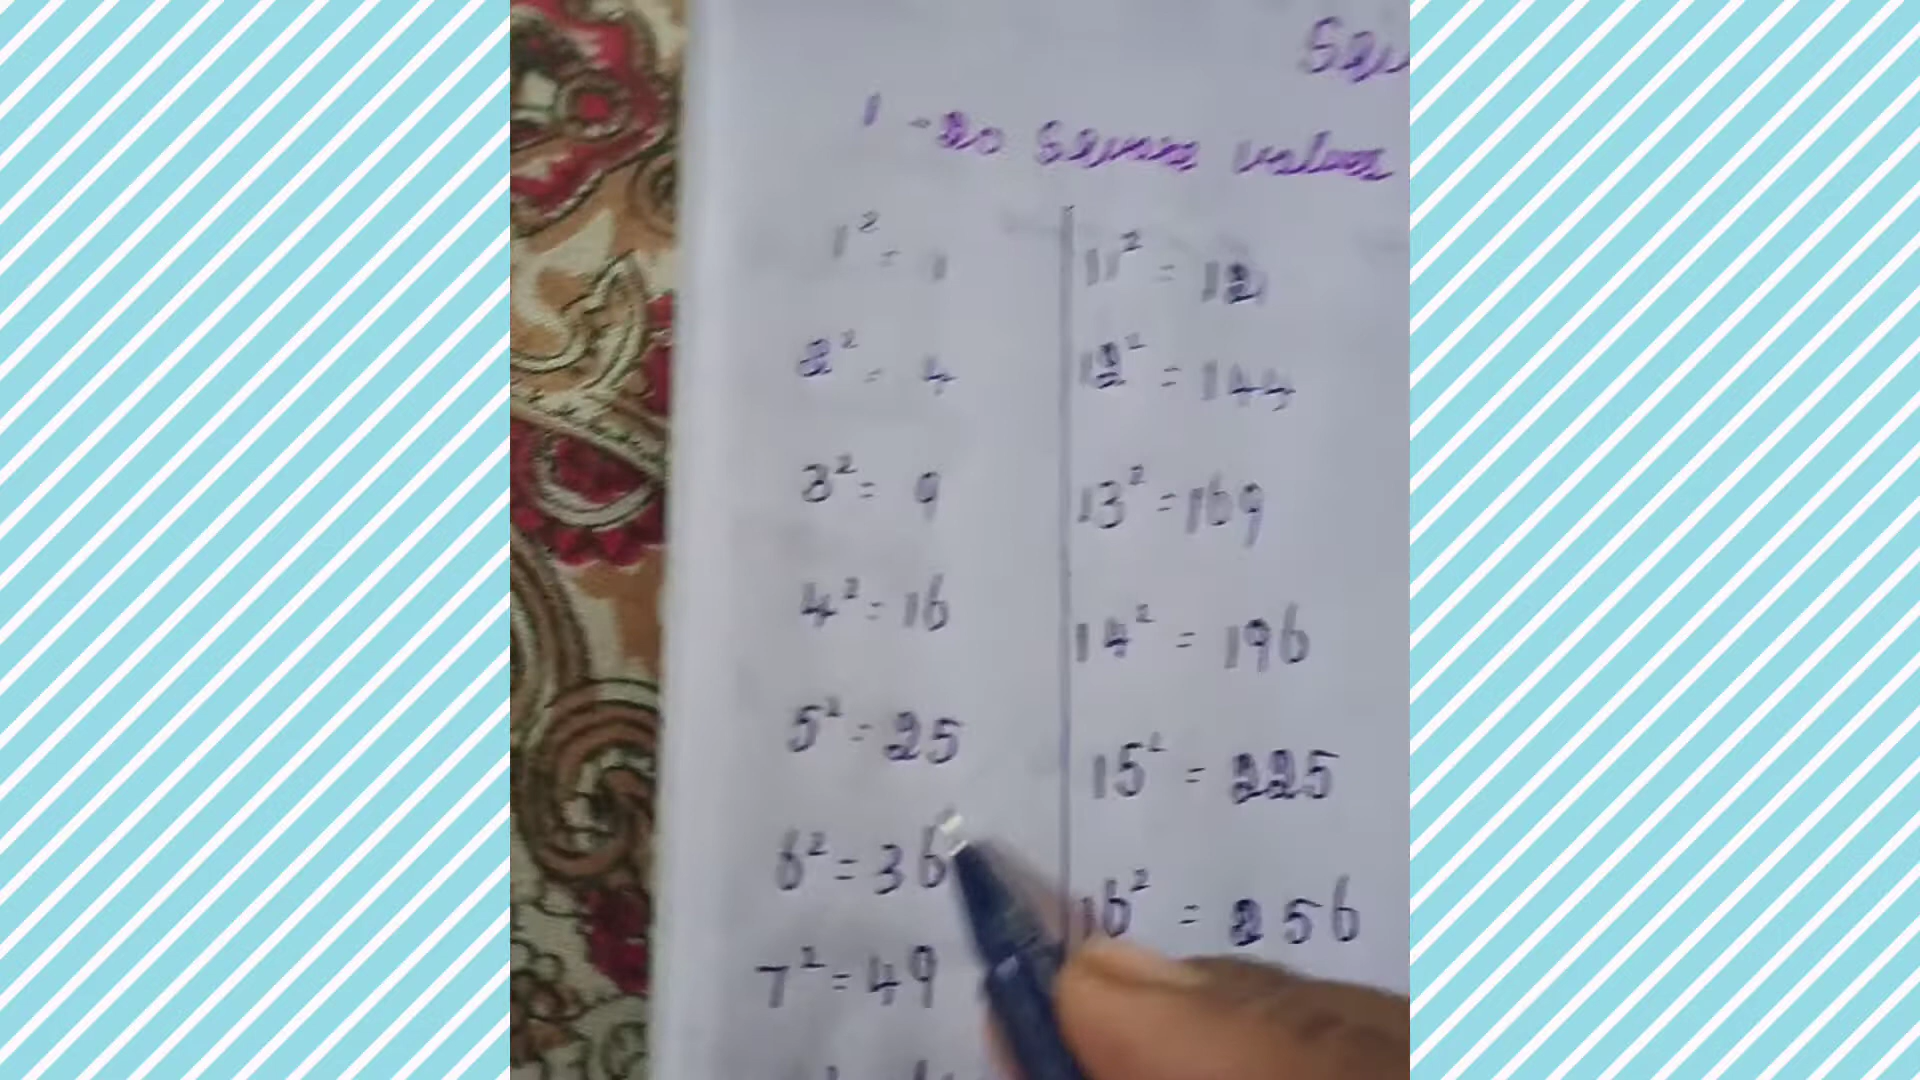 1 - 20 Square values
1² = 1
2² = 4
3² = 9
4² = 16
5² = 25
6² = 36
7² = 49
11² = 121
12² = 144
13² = 169
14² = 196
15² = 225
16² = 256